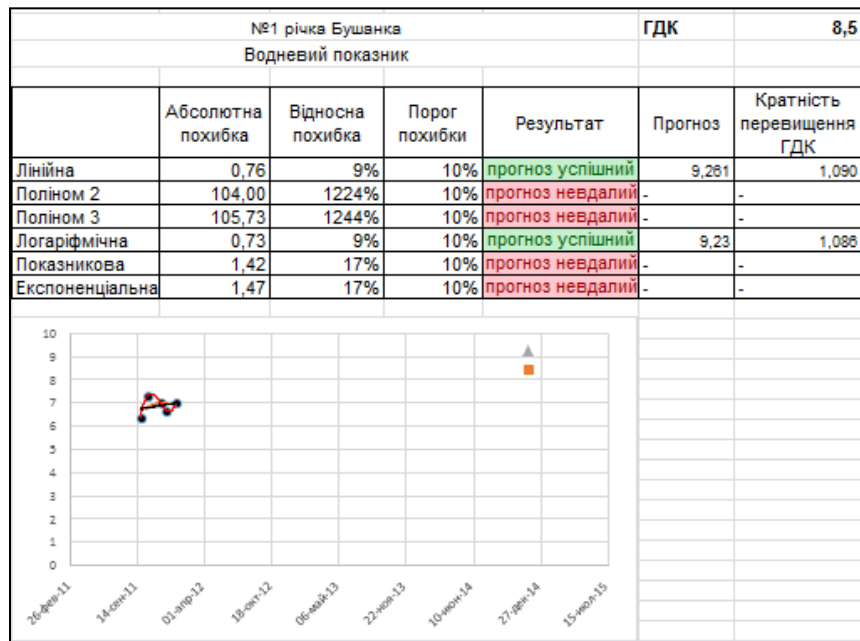 №1 річка Бушанка ГДК 8,5
Водневий показник
Абсолютна похибка Відносна похибка Порог похибки Результат Прогноз Кратність перевищення ГДК
Лінійна 0,76 9% 10% прогноз успішний 9,261 1,090
Поліном 2 104,00 1224% 10% прогноз невдалий - -
Поліном 3 105,73 1244% 10% прогноз невдалий - -
Логаріфмічна 0,73 9% 10% прогноз успішний 9,23 1,086
Показникова 1,42 17% 10% прогноз невдалий - -
Експоненціальна 1,47 17% 10% прогноз невдалий - -
10
9
8
7
6
5
4
3
2
1
0
26-фев-11 14-сен-11 01-апр-12 18-окт-12 06-май-13 22-ноя-13 10-июн-14 27-дек-14 15-июл-15